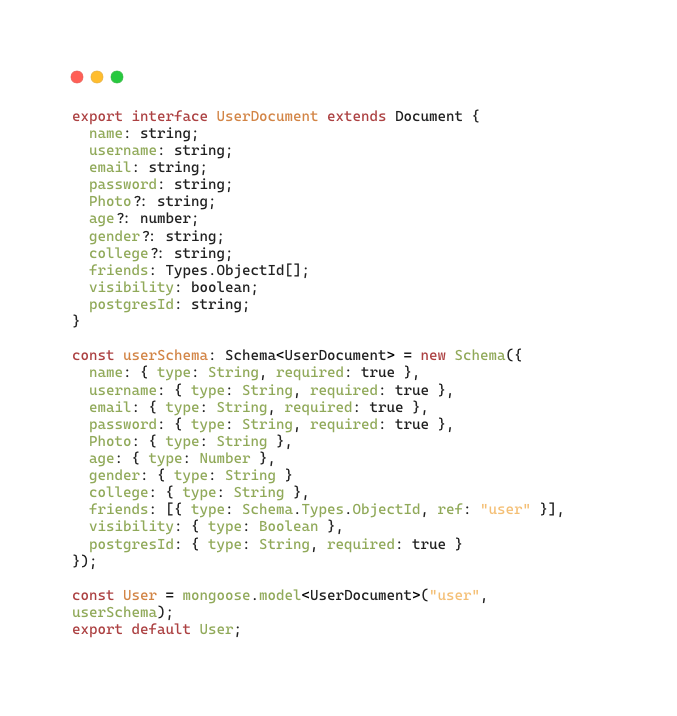 export interface UserDocument extends Document {
  name: string;
  username: string;
  email: string;
  password: string;
  Photo?: string;
  age?: number;
  gender?: string;
  college?: string;
  friends: Types.ObjectId[];
  visibility: boolean;
  postgresId: string;
}

const userSchema: Schema<UserDocument> = new Schema({
  name: { type: String, required: true },
  username: { type: String, required: true },
  email: { type: String, required: true },
  password: { type: String, required: true },
  Photo: { type: String },
  age: { type: Number },
  gender: { type: String }
  college: { type: String },
  friends: [{ type: Schema.Types.ObjectId, ref: "user" }],
  visibility: { type: Boolean },
  postgresId: { type: String, required: true }
});

const User = mongoose.model<UserDocument>("user",
userSchema);
export default User;